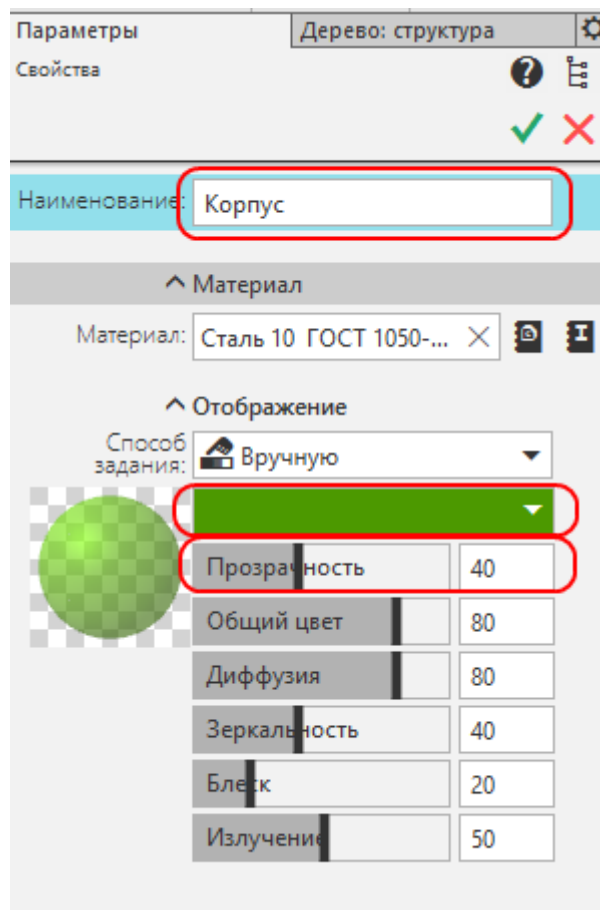 Параметры
Дерево: структура
Свойства
Наименование: Корпус
Материал
Материал: Сталь 10 ГОСТ 1050-...
Отображение
Способ задания: Вручную
Прозрачность 40
Общий цвет 80
Диффузия 80
Зеркальность 40
Блеск 20
Излучение 50